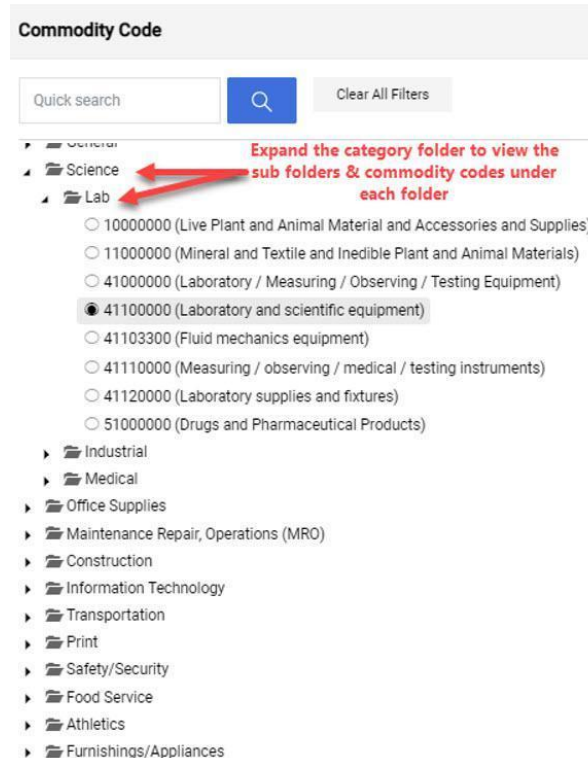 Commodity Code
Quick search
Clear All Filters
General
Expand the category folder to view the
Science
sub folders & commodity codes under
each folder
Lab
10000000 (Live Plant and Animal Material and Accessories and Supplies)
11000000 (Mineral and Textile and Inedible Plant and Animal Materials)
41000000 (Laboratory / Measuring / Observing / Testing Equipment)
41100000 (Laboratory and scientific equipment)
41103300 (Fluid mechanics equipment)
41110000 (Measuring / observing / medical / testing instruments)
41120000 (Laboratory supplies and fixtures)
51000000 (Drugs and Pharmaceutical Products)
Industrial
Medical
Office Supplies
Maintenance Repair, Operations (MRO)
Construction
Information Technology
Transportation
Print
Safety/Security
Food Service
Athletics
Furnishings/Appliances